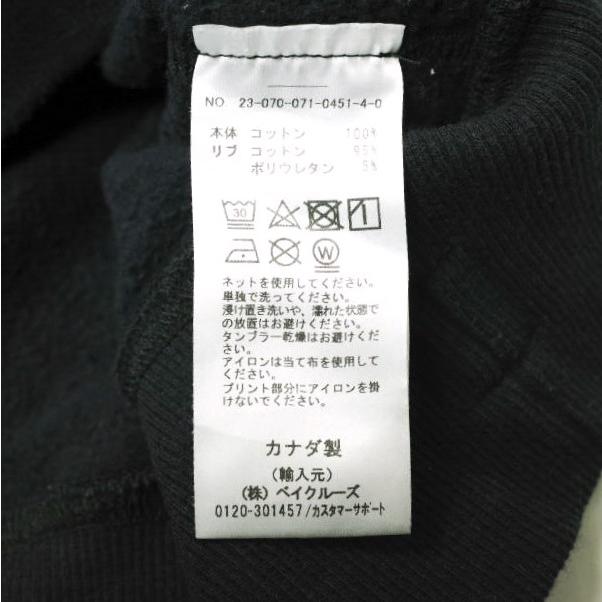 NO 23-070-071-0451-4-0
本体 コットン 100%
リブ コットン 95%
ポリウレタン 5%
30
W
ネットを使用してください。
単独で洗ってください。
浸け置き洗いや、濡れた状態で
の放置はお避けください。
タンブラー乾燥はお避けくださ
い。
アイロンは当て布を使用して
ください。
プリント部分にアイロンを掛
けないでください。
カナダ製
(輸入元)
(株) ベイクルーズ
0120-301457/カスタマーサポート